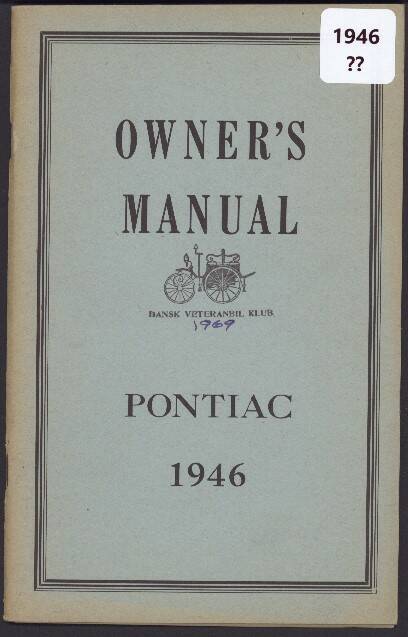 1946
??
OWNER'S
MANUAL
DANSK VETERANBIL KLUB
1969
PONTIAC
1946